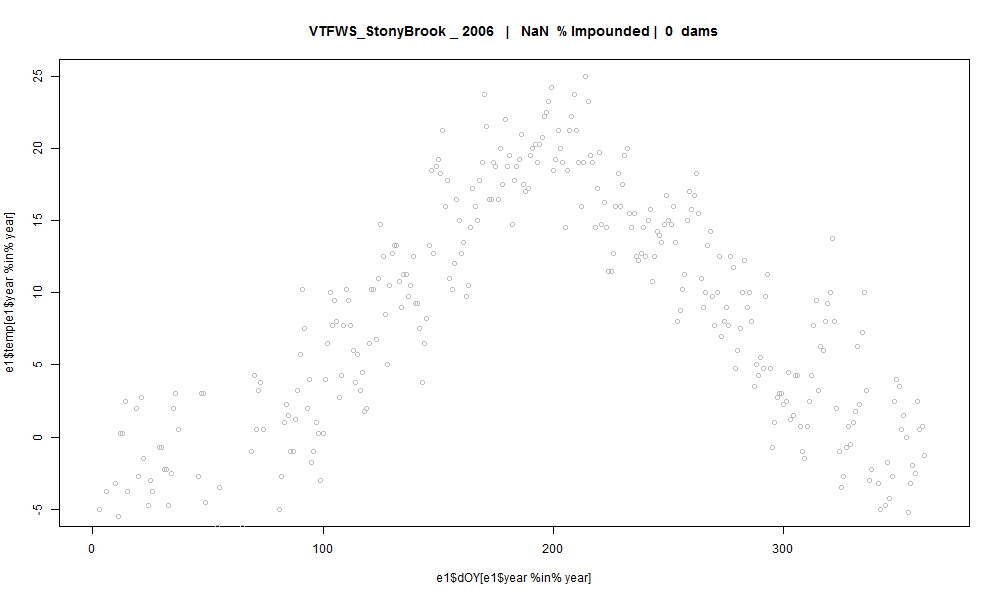 VTFWS_StonyBrook _ 2006 | NaN % Impounded | 0 dams
25
20
15
10
5
0
-5
e1$temp[e1$year %in% year]
0 100 200 300
e1$dOY[e1$year %in% year]